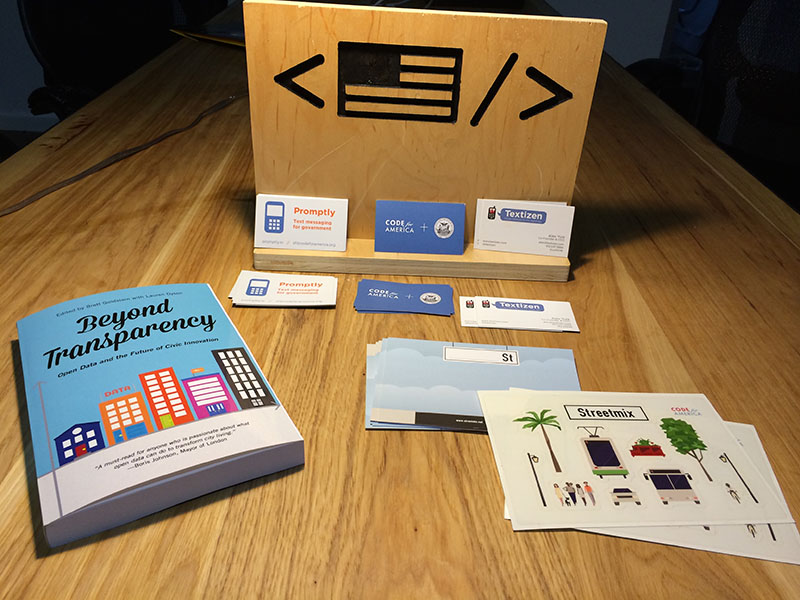 < />
Promptly
Text messaging
for government
CODE for
AMERICA +
Textizen
Promptly
Text messaging
for government
CODE for
AMERICA +
Textizen
Edited by Brett Goldstein with Lauren Dyson
Beyond
Transparency
Open Data and the Future of Civic Innovation
DATA
"A must-read for anyone who is passionate about what
open data can do to transform city living."
—Boris Johnson, Mayor of London
St
Streetmix
CODE for
AMERICA